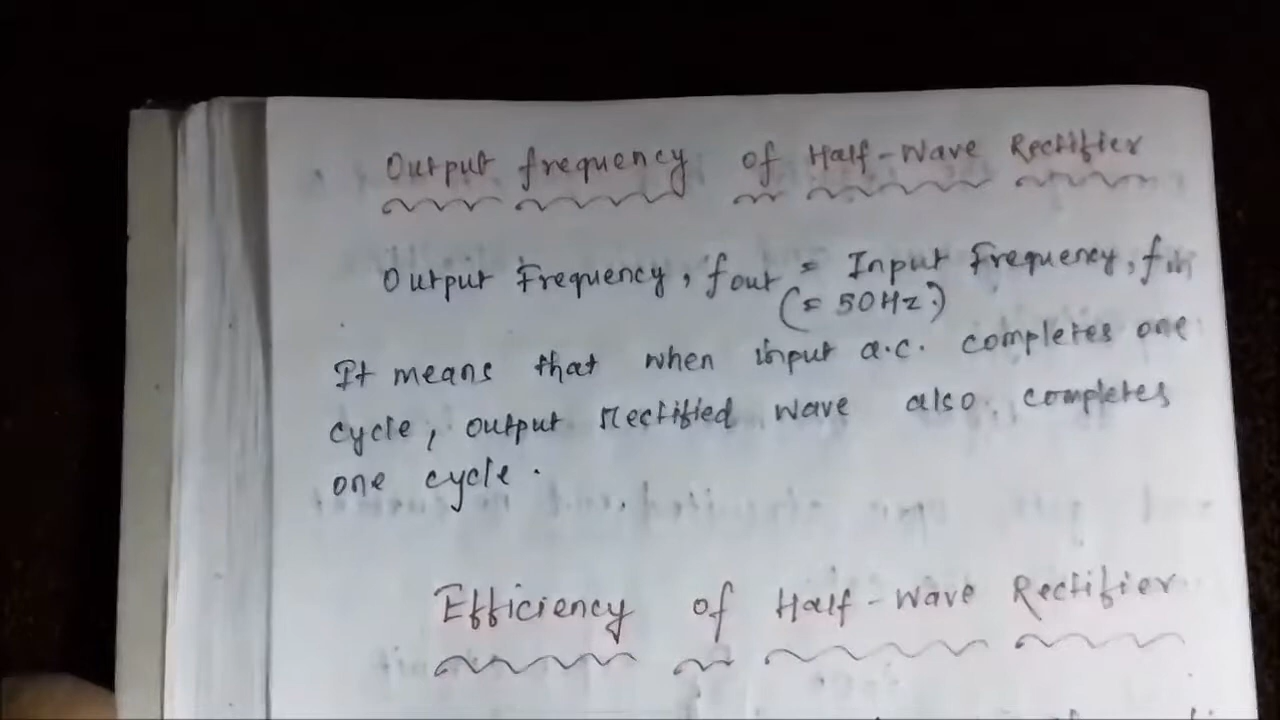 Output frequency of Half-Wave Rectifier
Output Frequency, fout = Input Frequency, fin
(= 50Hz.)
It means that when input a.c. completes one
cycle, output rectified wave also completes
one cycle.
Efficiency of Half-Wave Rectifier